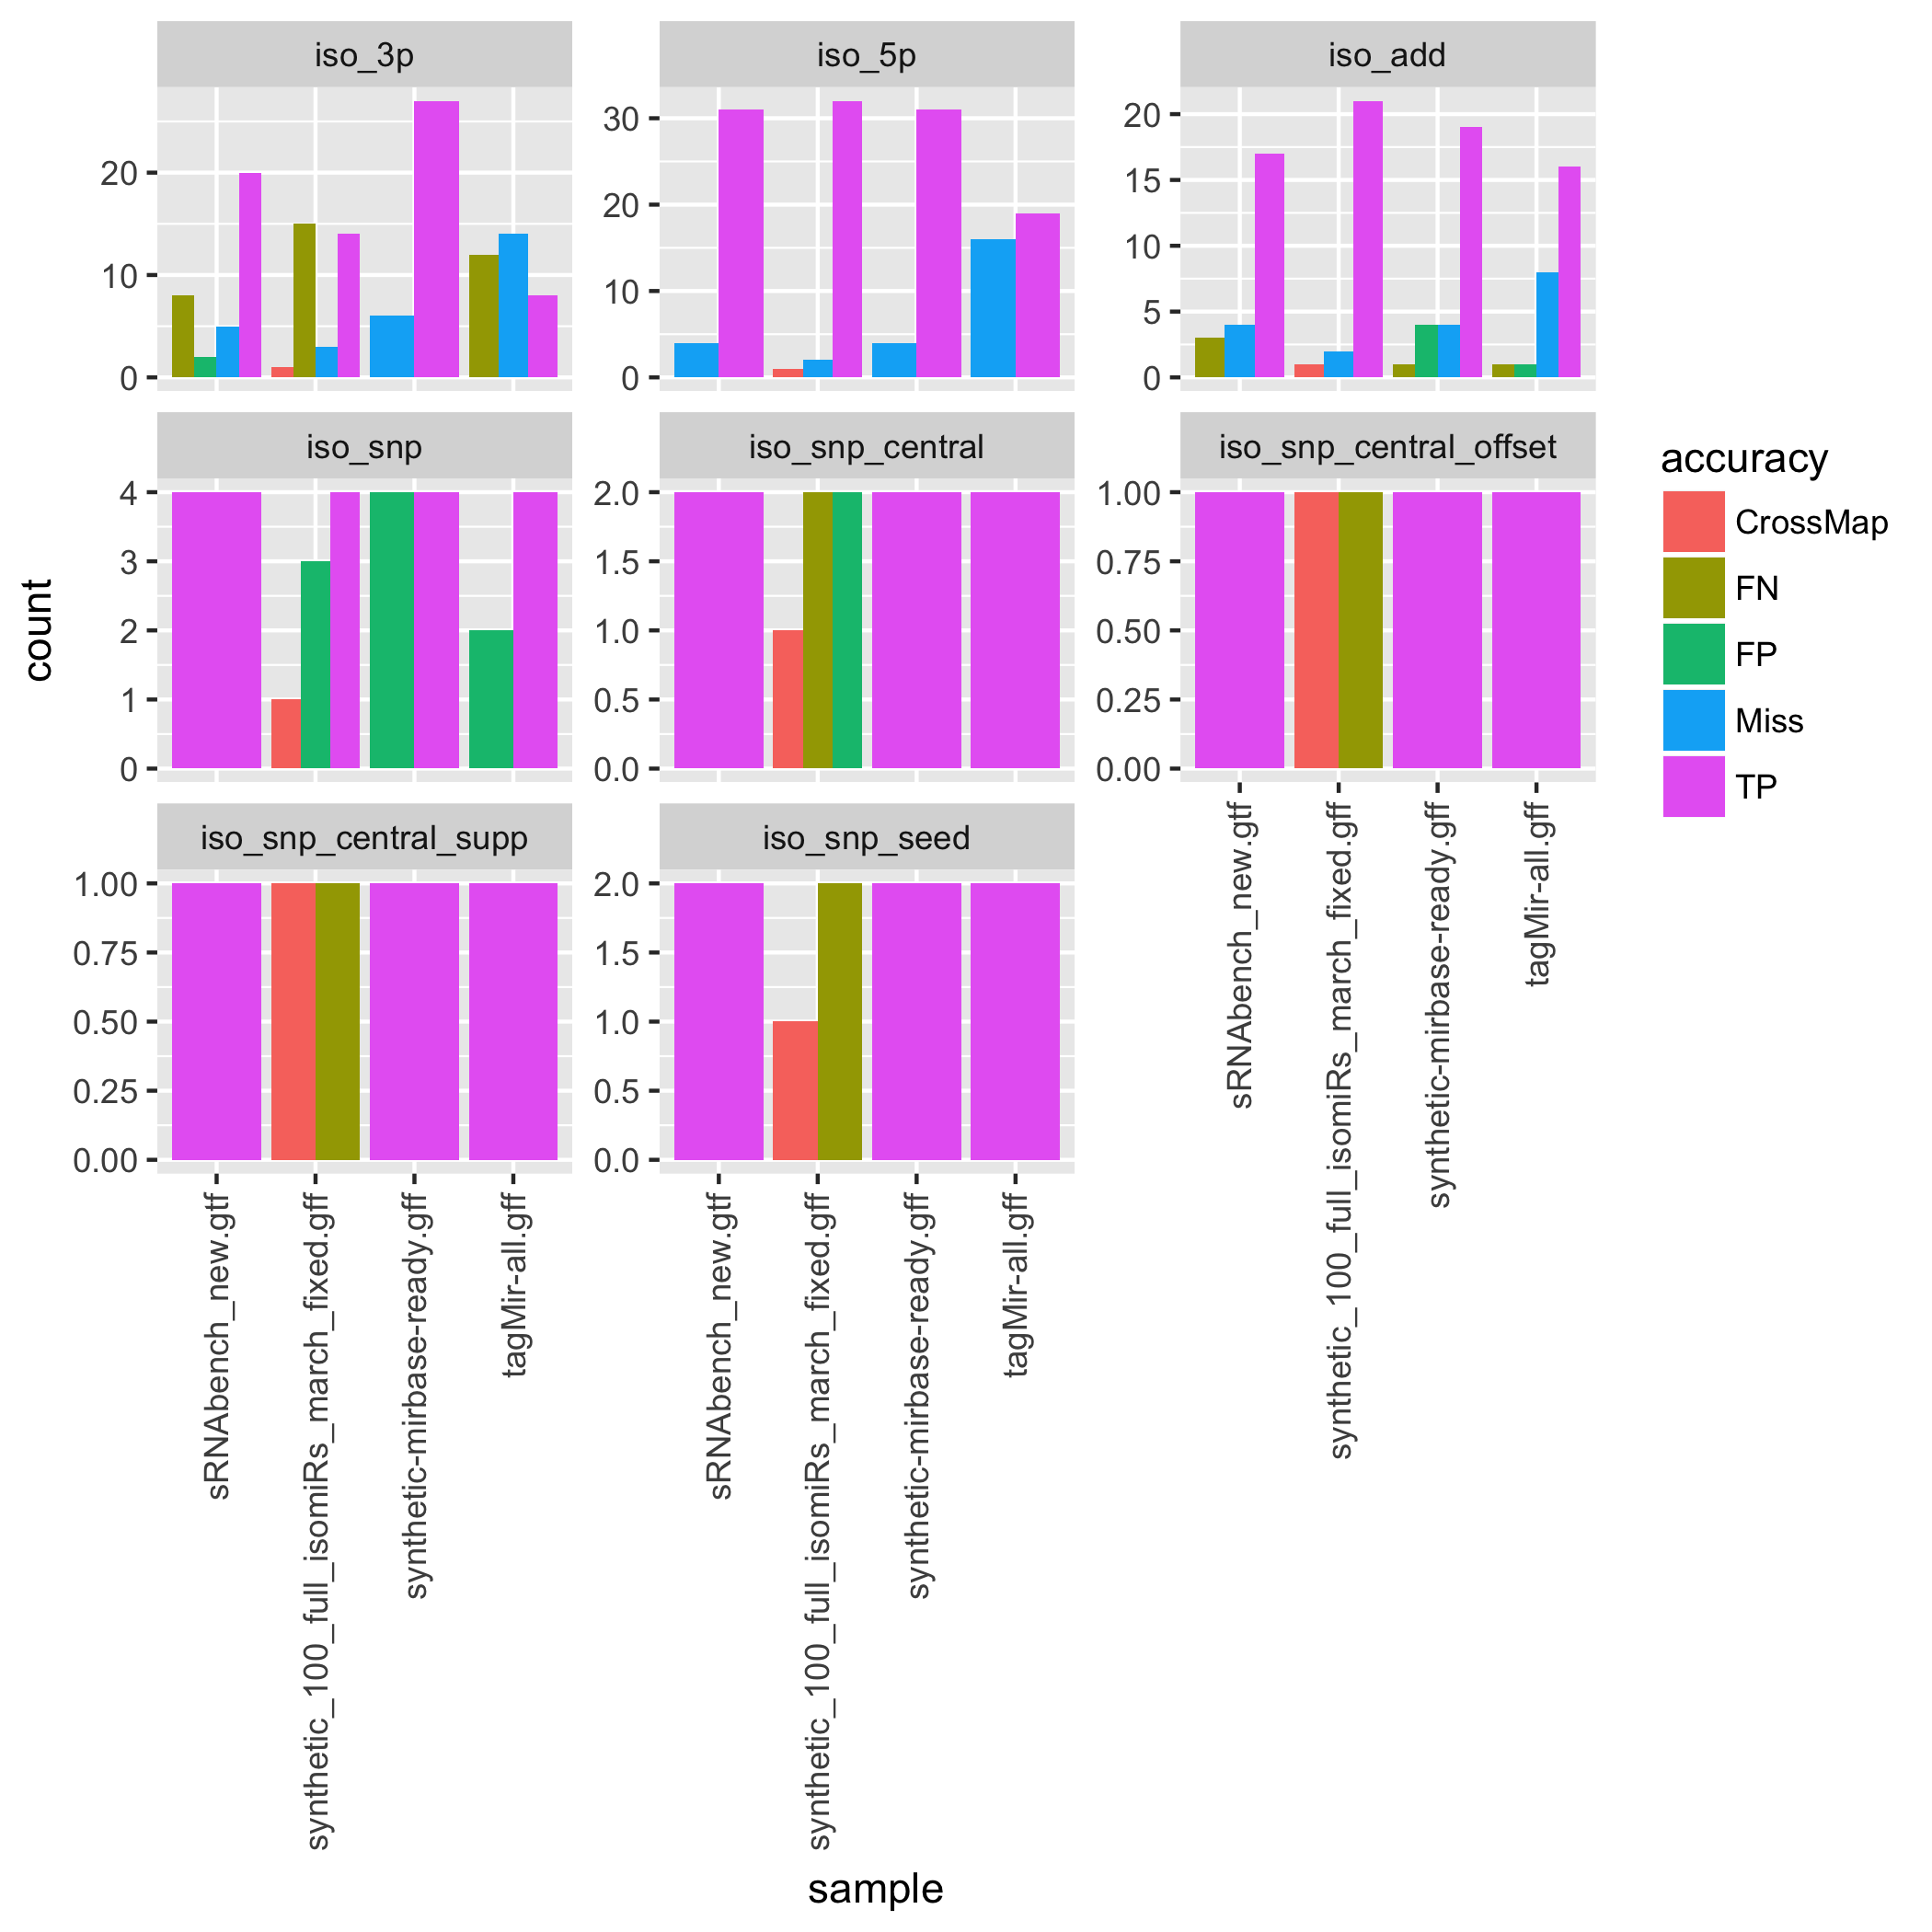 iso_3p
iso_5p
iso_add
20
10
0
30
20
10
0
20
15
10
5
0
iso_snp
iso_snp_central
iso_snp_central_offset
4
3
2
1
0
2.0
1.5
1.0
0.5
0.0
1.00
0.75
0.50
0.25
0.00
iso_snp_central_supp
iso_snp_seed
1.00
0.75
0.50
0.25
0.00
2.0
1.5
1.0
0.5
0.0
sRNAbench_new.gtf
synthetic_100_full_isomiRs_march_fixed.gff
synthetic-mirbase-ready.gff
tagMir-all.gff
sRNAbench_new.gtf
synthetic_100_full_isomiRs_march_fixed.gff
synthetic-mirbase-ready.gff
tagMir-all.gff
sRNAbench_new.gtf
synthetic_100_full_isomiRs_march_fixed.gff
synthetic-mirbase-ready.gff
tagMir-all.gff
count
sample
accuracy
CrossMap
FN
FP
Miss
TP